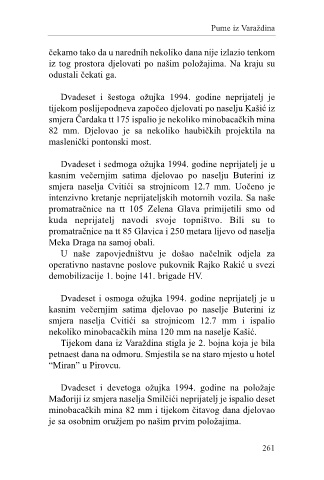 Pume iz Varaždina
čekamo tako da u narednih nekoliko dana nije izlazio tenkom
iz tog prostora djelovati po našim položajima. Na kraju su
odustali čekati ga.
Dvadeset i šestoga ožujka 1994. godine neprijatelj je
tijekom poslijepodneva započeo djelovati po naselju Kašić iz
smjera Čardaka tt 175 ispalio je nekoliko minobacačkih mina
82 mm. Djelovao je sa nekoliko haubičkih projektila na
maslenički pontonski most.
Dvadeset i sedmoga ožujka 1994. godine neprijatelj je u
kasnim večernjim satima djelovao po naselju Buterini iz
smjera naselja Cvitići sa strojnicom 12.7 mm. Uočeno je
intenzivno kretanje neprijateljskih motornih vozila. Sa naše
promatračnice na tt 105 Zelena Glava primijetili smo od
kuda neprijatelj navodi svoje topništvo. Bili su to
promatračnice na tt 85 Glavica i 250 metara lijevo od naselja
Meka Draga na samoj obali.
U naše zapovjedništvu je došao načelnik odjela za
operativno nastavne poslove pukovnik Rajko Rakić u svezi
demobilizacije 1. bojne 141. brigade HV.
Dvadeset i osmoga ožujka 1994. godine neprijatelj je u
kasnim večernjim satima djelovao po naselje Buterini iz
smjera naselja Cvitići sa strojnicom 12.7 mm i ispalio
nekoliko minobacačkih mina 120 mm na naselje Kašić.
Tijekom dana iz Varaždina stigla je 2. bojna koja je bila
petnaest dana na odmoru. Smjestila se na staro mjesto u hotel
“Miran” u Pirovcu.
Dvadeset i devetoga ožujka 1994. godine na položaje
Mađoriji iz smjera naselja Smilčići neprijatelj je ispalio deset
minobacačkih mina 82 mm i tijekom čitavog dana djelovao
je sa osobnim oružjem po našim prvim položajima.
261